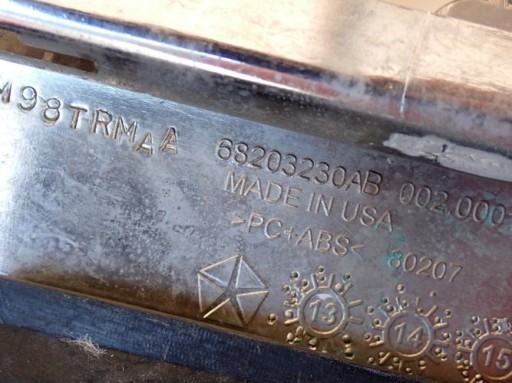 M98TRMAA
68203230AB 002.000
MADE IN USA
>PC+ABS< 80207
13 14 15